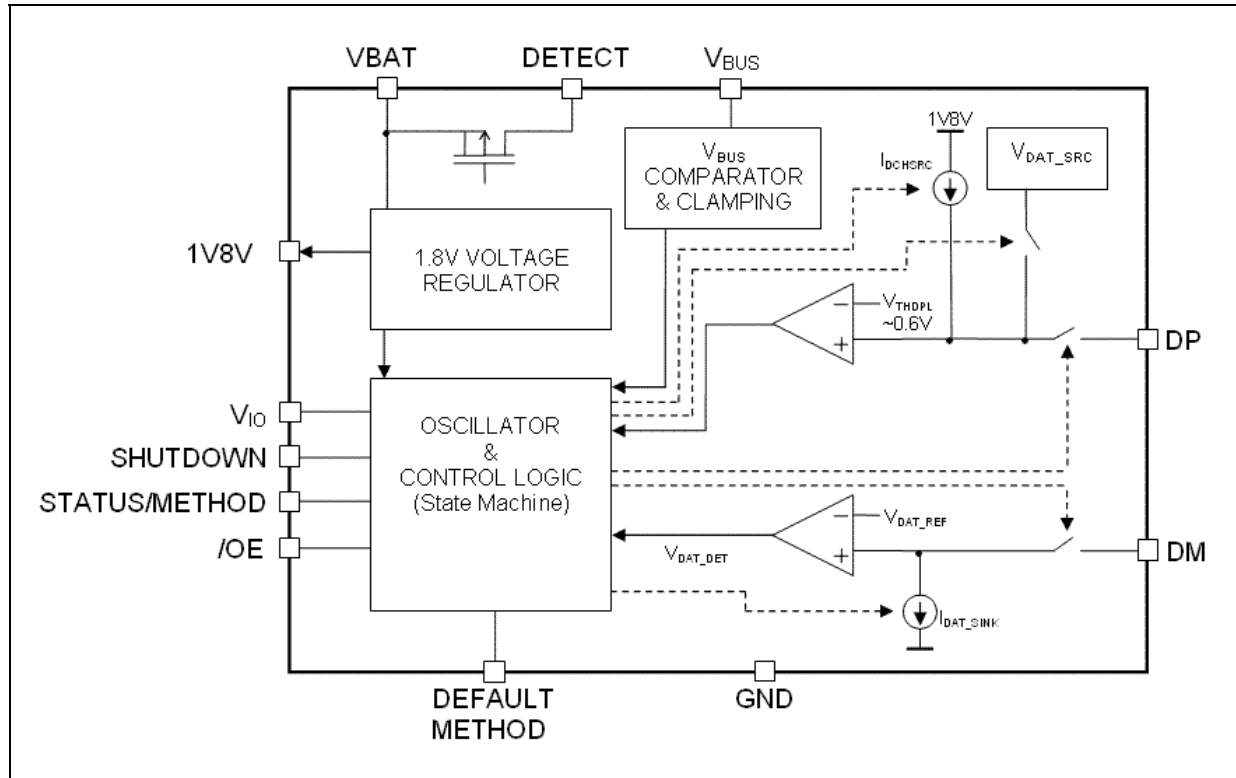 VBAT
DETECT
VBUS
1V8V
IDCHSRC
VDAT_SRC
VBUS
COMPARATOR
& CLAMPING
1V8V
1.8V VOLTAGE
REGULATOR
VTHDPL
~0.6V
DP
VIO
SHUTDOWN
STATUS/METHOD
/OE
OSCILLATOR
&
CONTROL LOGIC
(State Machine)
VDAT_REF
VDAT_DET
DM
IDAT_SINK
DEFAULT
METHOD
GND